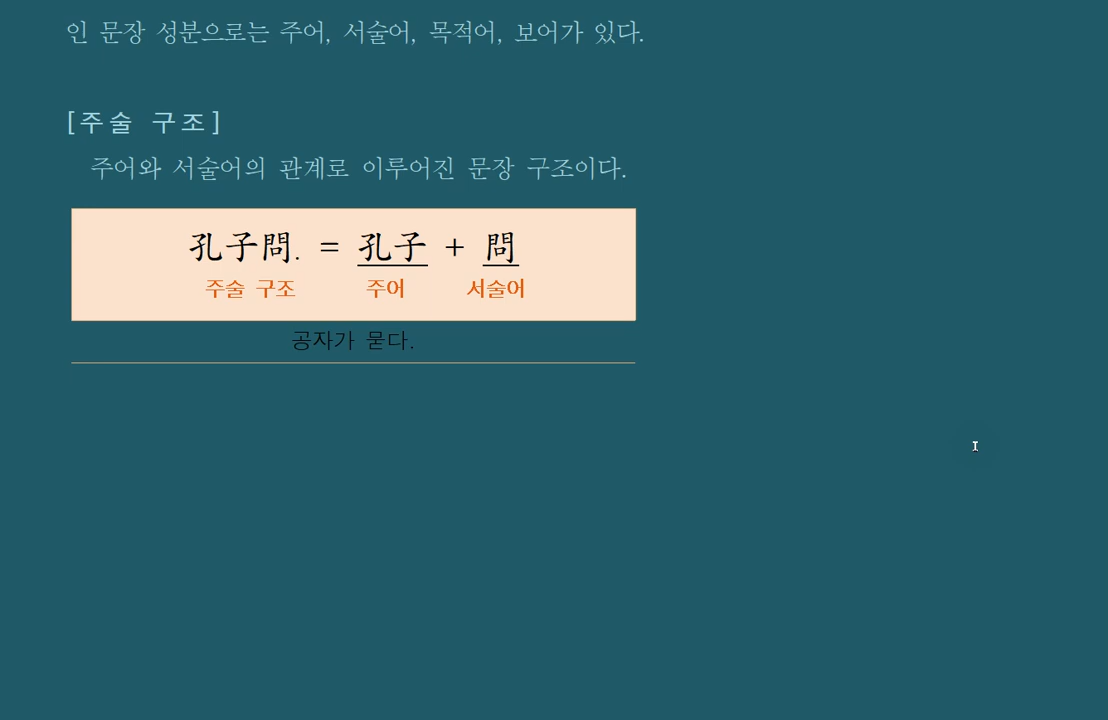 인 문장 성분으로는 주어, 서술어, 목적어, 보어가 있다.
[주술 구조]
주어와 서술어의 관계로 이루어진 문장 구조이다.
孔子問. = 孔子 + 問
주술 구조 주어 서술어
공자가 묻다.